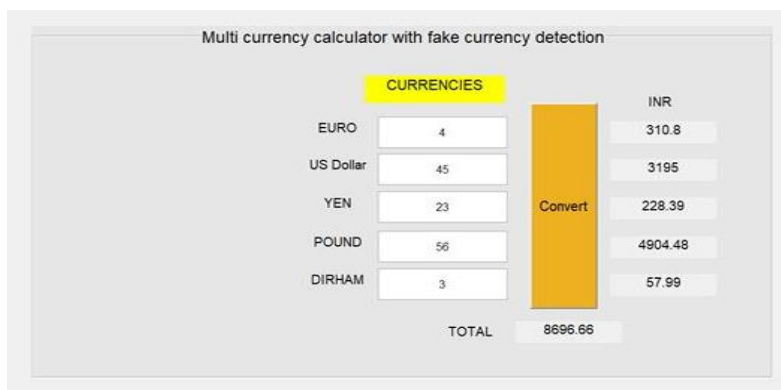 Multi currency calculator with fake currency detection
CURRENCIES
INR
EURO 4 310.8
US Dollar 45 3195
YEN 23 Convert 228.39
POUND 56 4904.48
DIRHAM 3 57.99
TOTAL 8696.66